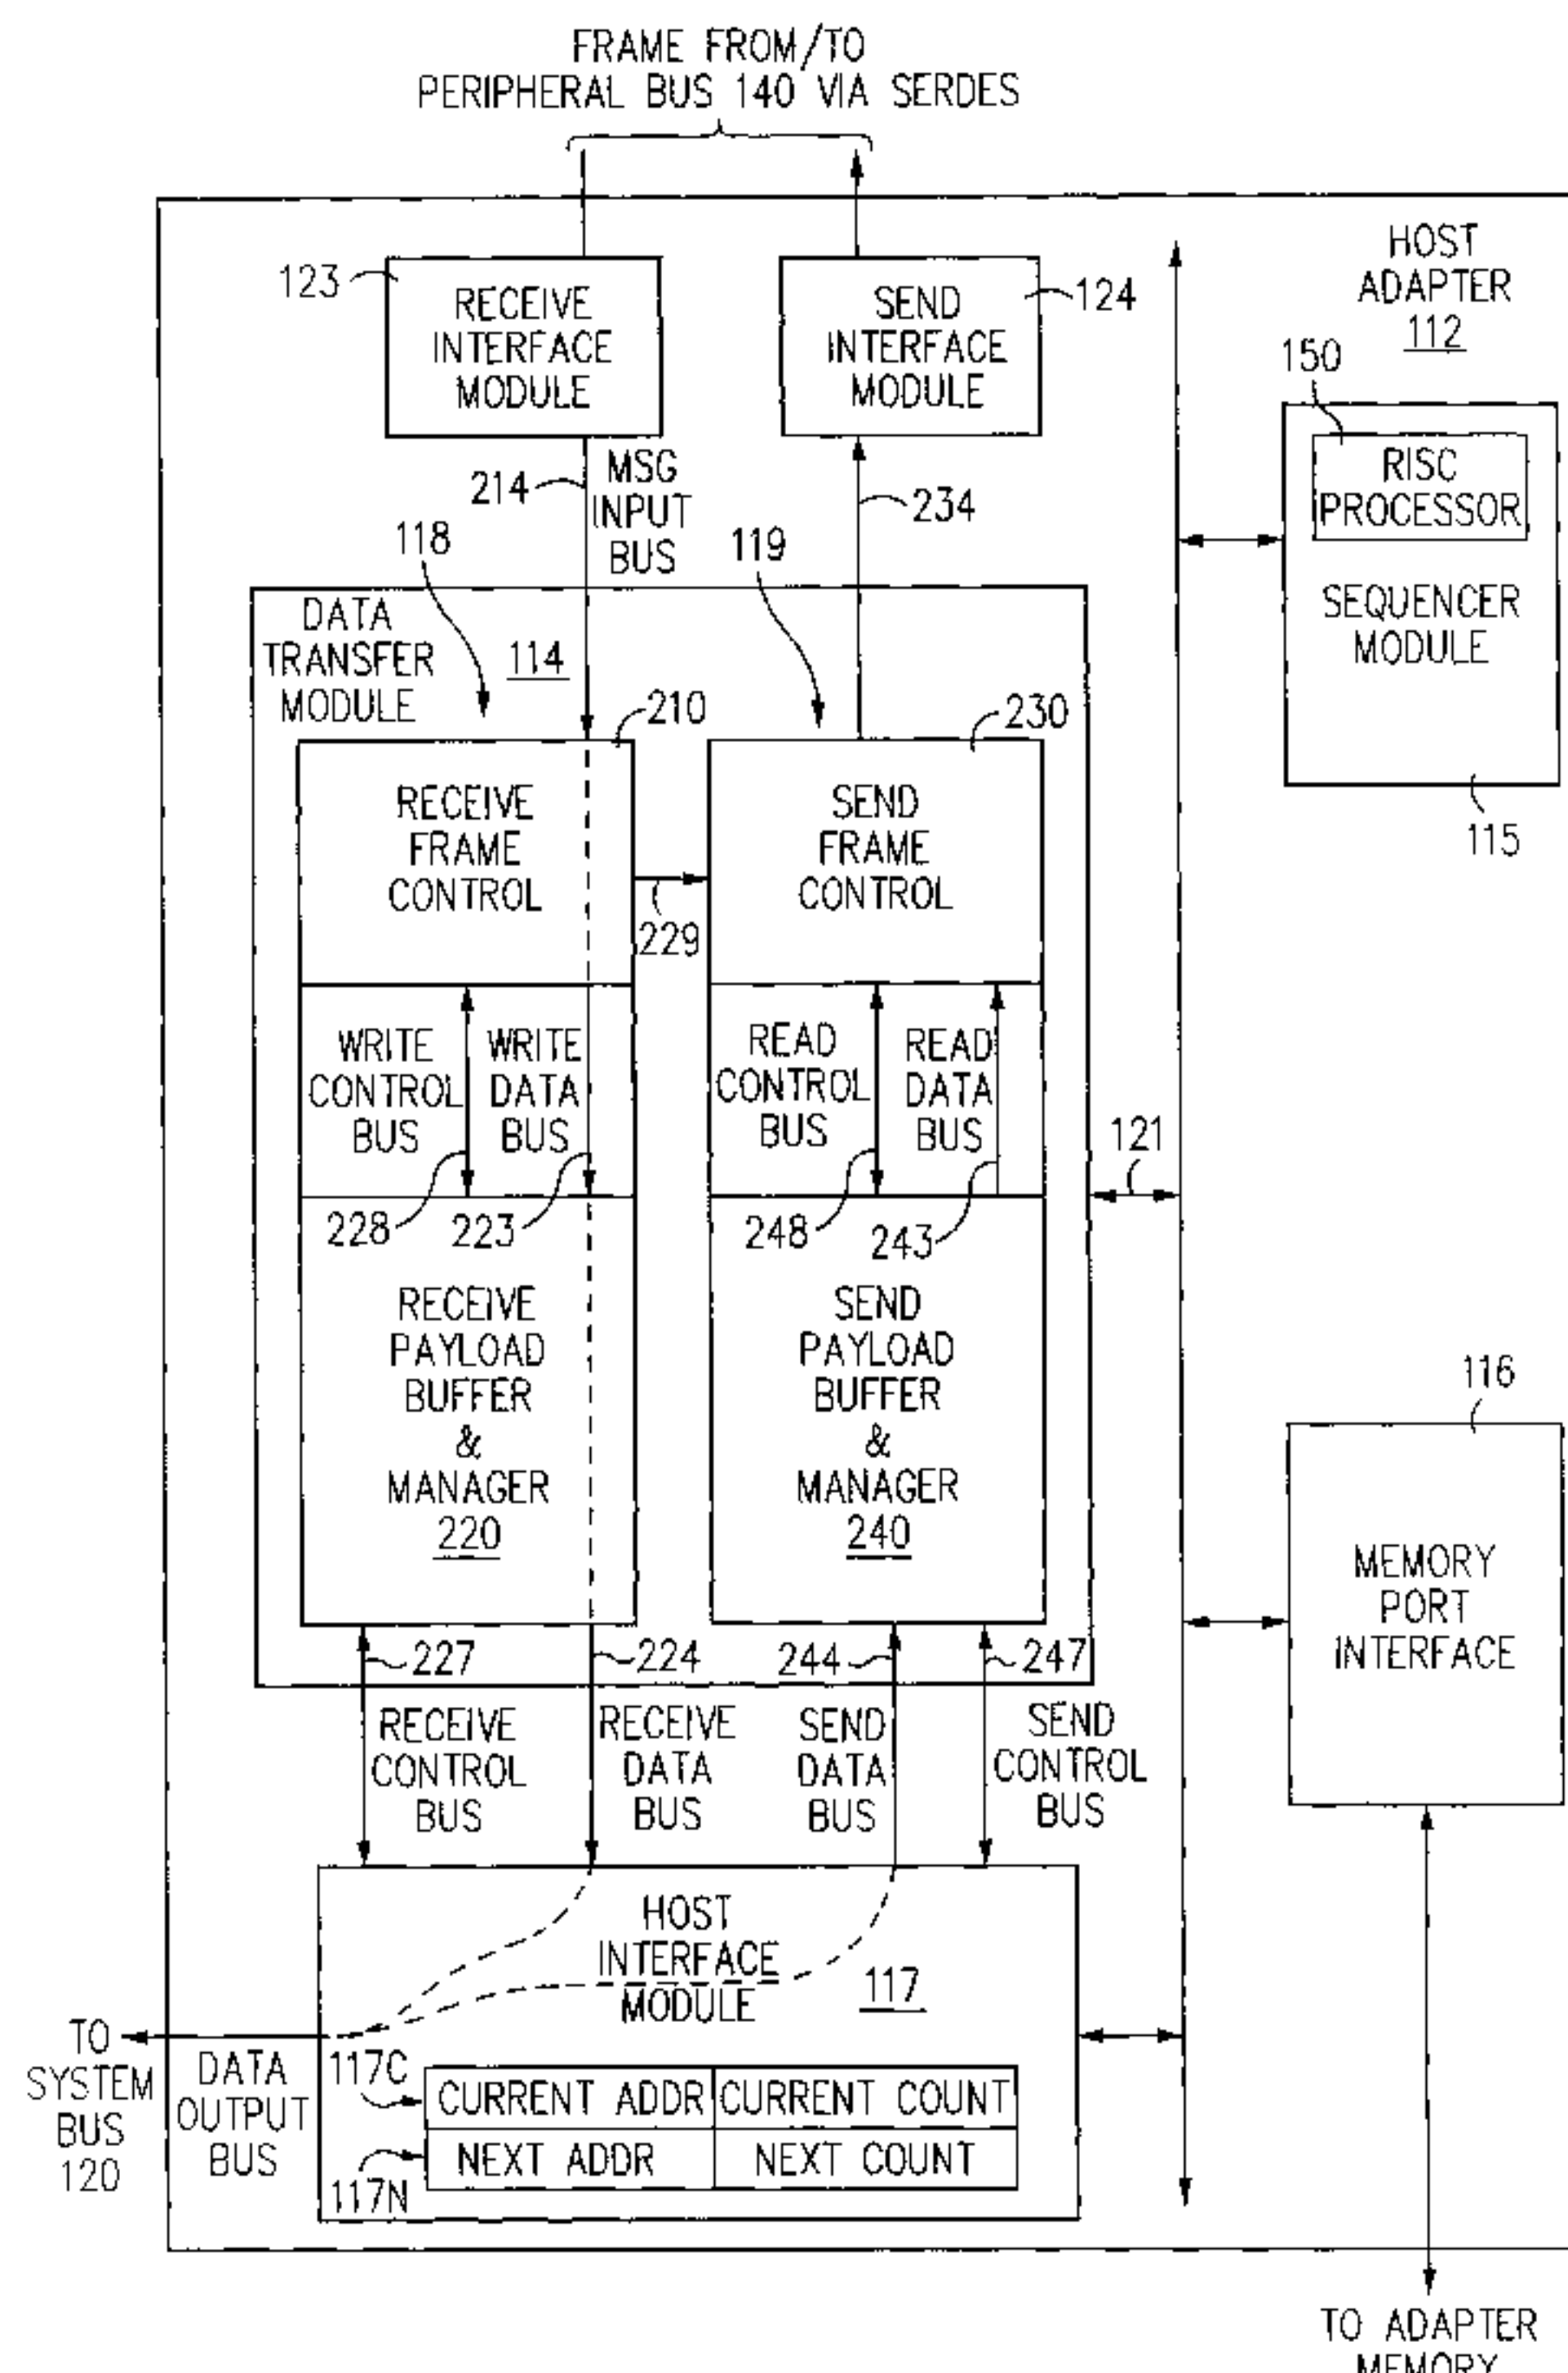 FRAME FROM/TO
PERIPHERAL BUS 140 VIA SERDES
HOST
ADAPTER
112
123
RECEIVE
INTERFACE
MODULE
SEND
INTERFACE
MODULE
124
150
RISC
PROCESSOR
SEQUENCER
MODULE
115
214
MSG
INPUT
BUS
234
118
119
DATA
TRANSFER
MODULE
114
210
230
RECEIVE
FRAME
CONTROL
SEND
FRAME
CONTROL
229
WRITE
CONTROL
BUS
WRITE
DATA
BUS
READ
CONTROL
BUS
READ
DATA
BUS
121
228
223
248
243
RECEIVE
PAYLOAD
BUFFER
&
MANAGER
220
SEND
PAYLOAD
BUFFER
&
MANAGER
240
116
MEMORY
PORT
INTERFACE
227
224
244
247
RECEIVE
CONTROL
BUS
RECEIVE
DATA
BUS
SEND
DATA
BUS
SEND
CONTROL
BUS
HOST
INTERFACE
MODULE
117
TO
SYSTEM
BUS
120
DATA
OUTPUT
BUS
117C
CURRENT ADDR CURRENT COUNT
117N
NEXT ADDR NEXT COUNT
TO ADAPTER
MEMORY